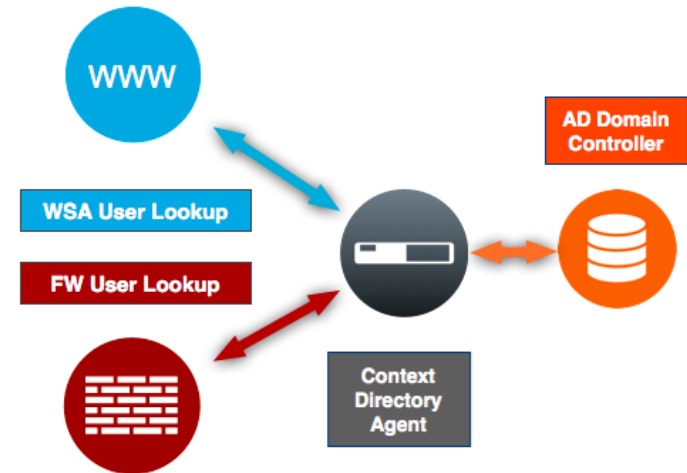 WWW
AD Domain
Controller
WSA User Lookup
FW User Lookup
Context
Directory
Agent